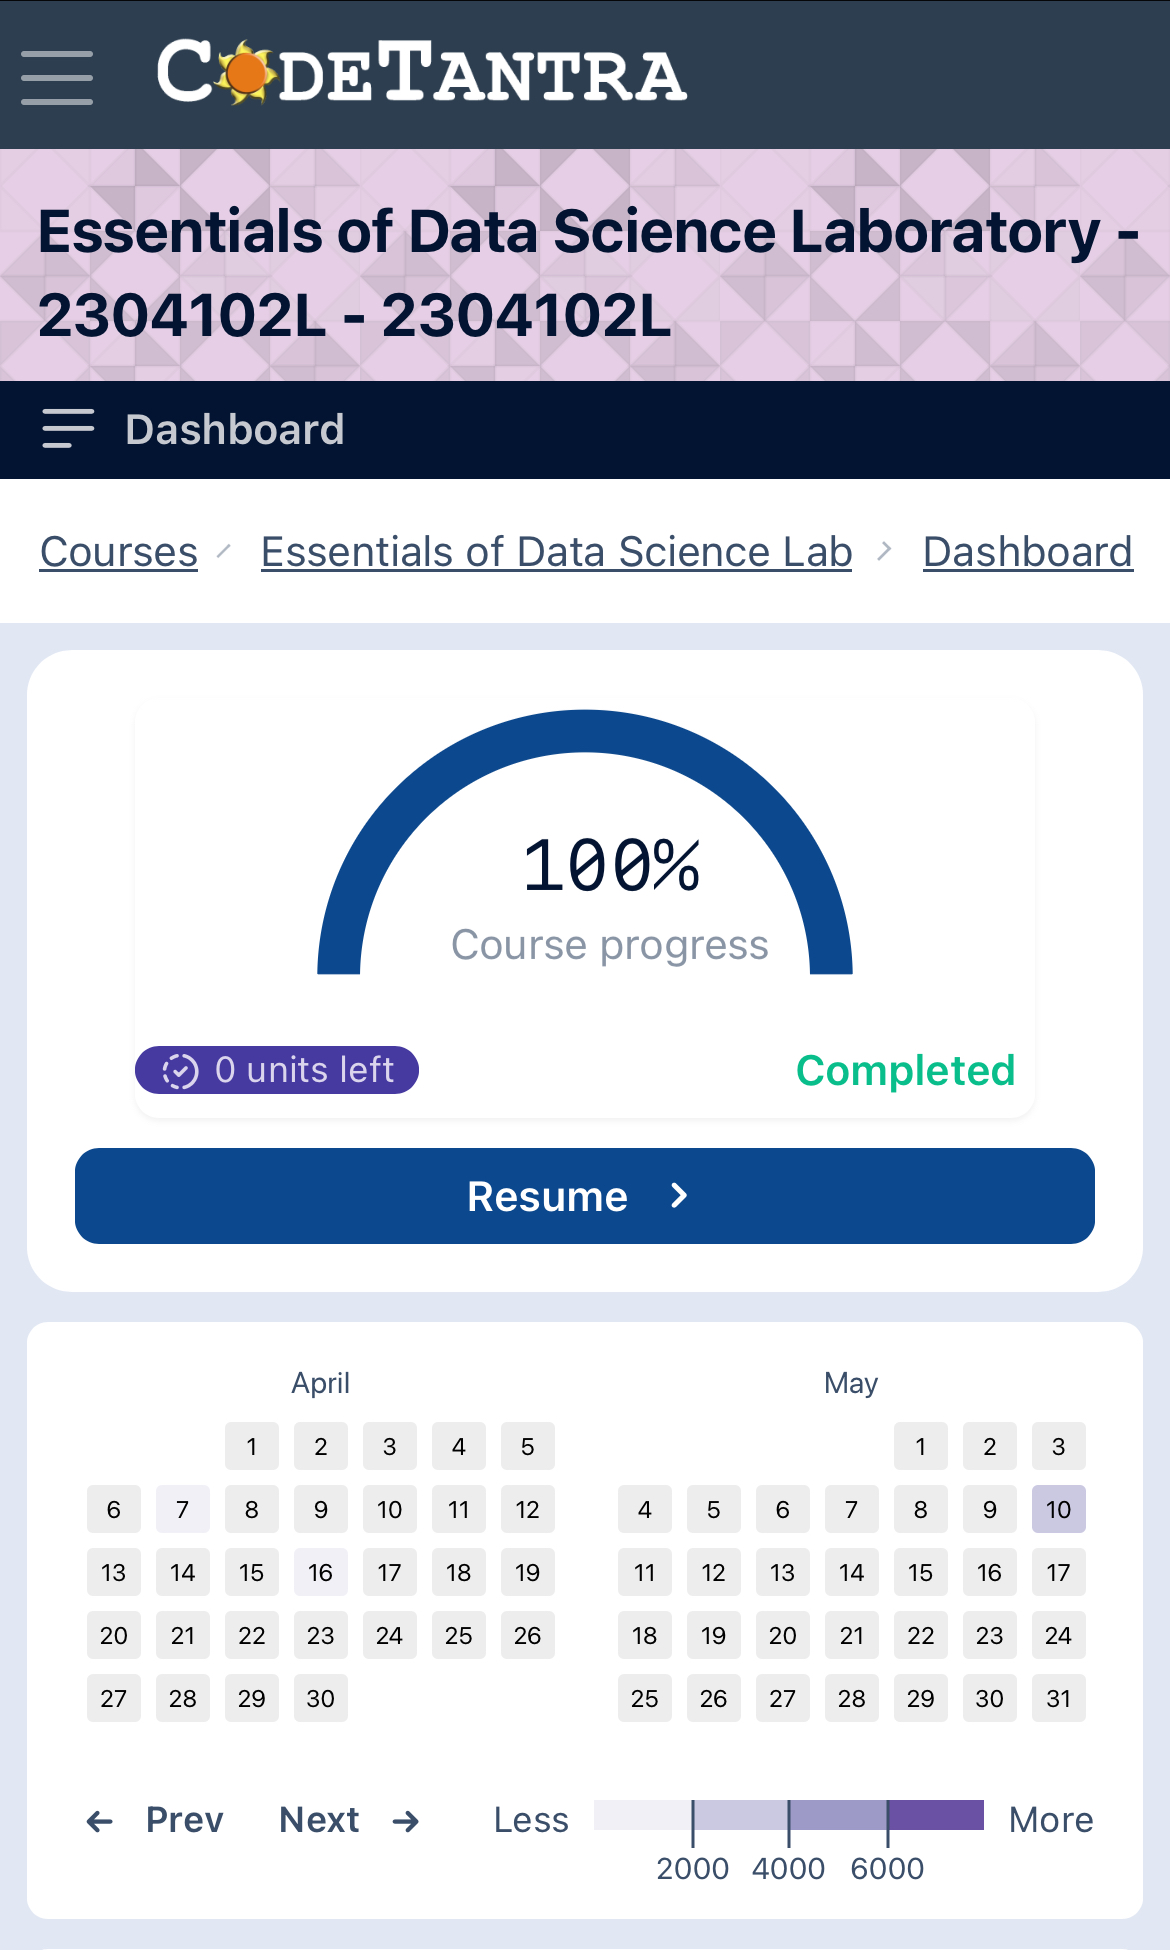 CODETANTRA
Essentials of Data Science Laboratory -
2304102L - 2304102L
Dashboard
Courses Essentials of Data Science Lab Dashboard
100%
Course progress
0 units left Completed
Resume
April
1 2 3 4 5
6 7 8 9 10 11 12
13 14 15 16 17 18 19
20 21 22 23 24 25 26
27 28 29 30
May
1 2 3
4 5 6 7 8 9 10
11 12 13 14 15 16 17
18 19 20 21 22 23 24
25 26 27 28 29 30 31
Prev Next Less More
2000 4000 6000